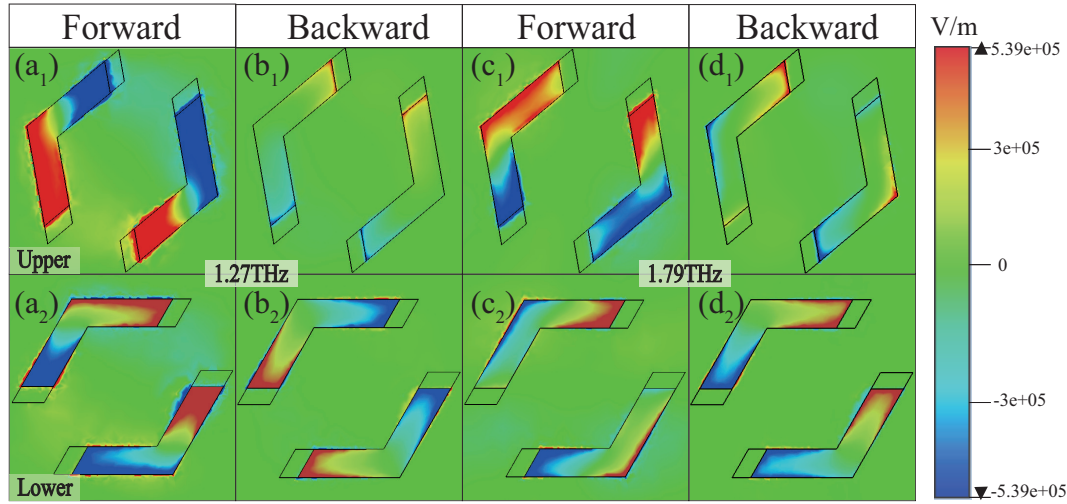 Forward Backward Forward Backward V/m
5.39e+05
(a1) (b1) (c1) (d1)
3e+05
Upper
0
1.27THz 1.79THz
(a2) (b2) (c2) (d2)
-3e+05
Lower
-5.39e+05